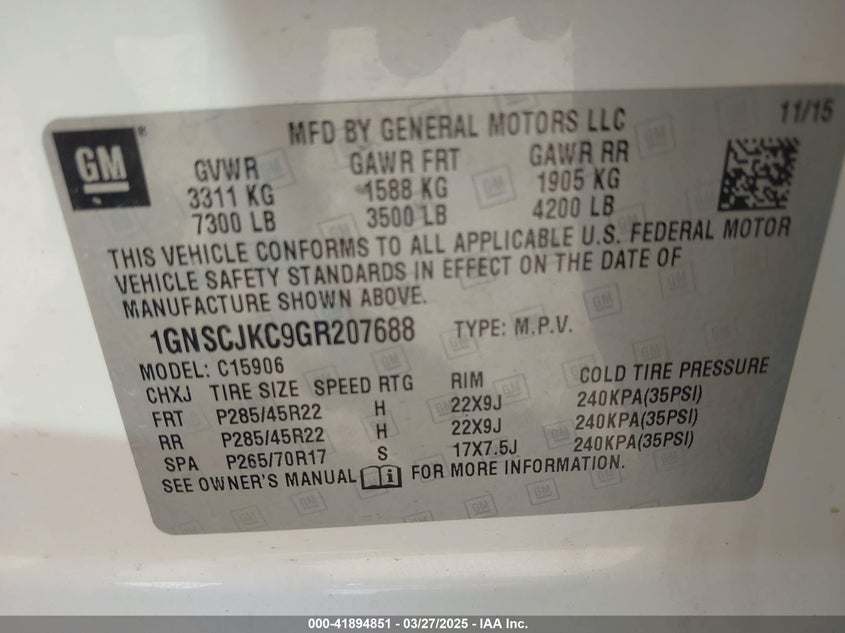 GM ®
MFD BY GENERAL MOTORS LLC 11/15
GVWR GAWR FRT GAWR RR
3311 KG 1588 KG 1905 KG
7300 LB 3500 LB 4200 LB
THIS VEHICLE CONFORMS TO ALL APPLICABLE U.S. FEDERAL MOTOR
VEHICLE SAFETY STANDARDS IN EFFECT ON THE DATE OF
MANUFACTURE SHOWN ABOVE.
1GNSCJKC9GR207688 TYPE: M.P.V.
MODEL: C15906
CHXJ TIRE SIZE SPEED RTG RIM COLD TIRE PRESSURE
FRT P285/45R22 H 22X9J 240KPA(35PSI)
RR P285/45R22 H 22X9J 240KPA(35PSI)
SPA P265/70R17 S 17X7.5J 240KPA(35PSI)
SEE OWNER'S MANUAL FOR MORE INFORMATION.
000-41894851 — 03/27/2025 — IAA Inc.